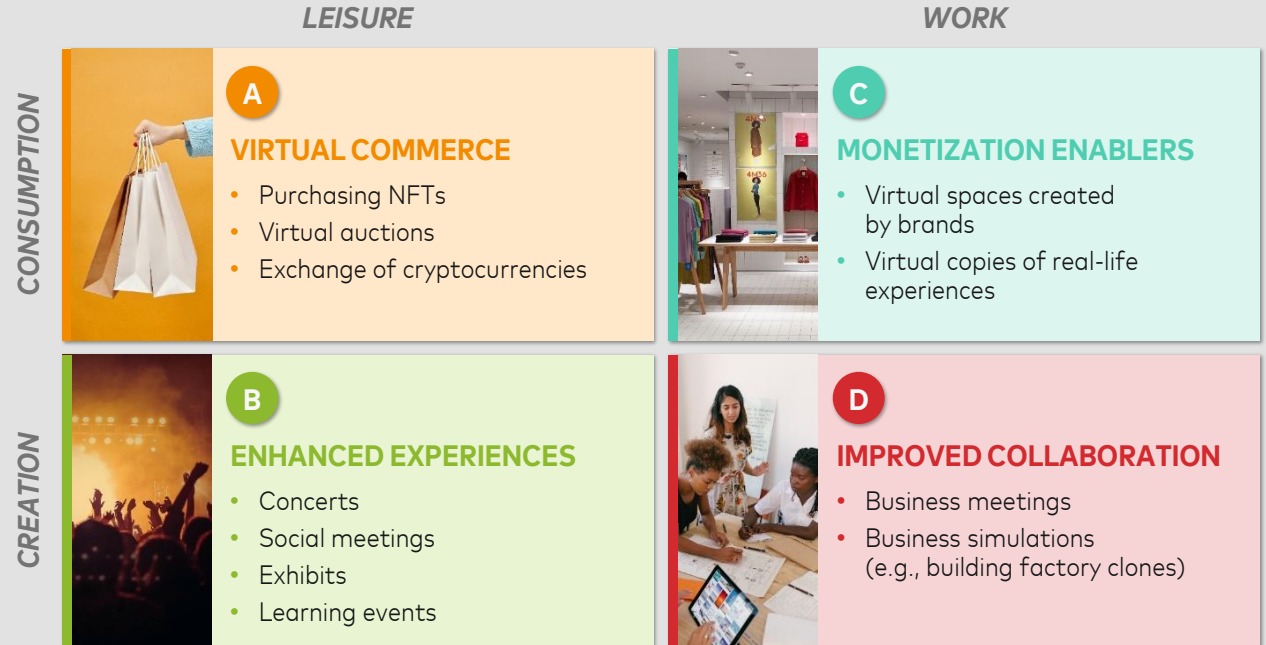 LEISURE
WORK
CONSUMPTION
A
VIRTUAL COMMERCE
• Purchasing NFTs
• Virtual auctions
• Exchange of cryptocurrencies
C
MONETIZATION ENABLERS
• Virtual spaces created
by brands
• Virtual copies of real-life
experiences
4M36
4M36
CREATION
B
ENHANCED EXPERIENCES
• Concerts
• Social meetings
• Exhibits
• Learning events
D
IMPROVED COLLABORATION
• Business meetings
• Business simulations
(e.g., building factory clones)